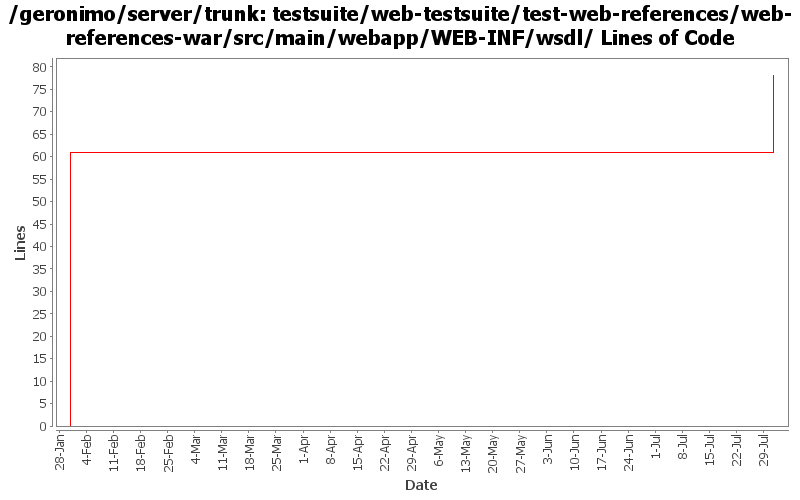 /geronimo/server/trunk: testsuite/web-testsuite/test-web-references/web-
references-war/src/main/webapp/WEB-INF/wsdl/ Lines of Code
80
75
70
65
60
55
50
45
40
35
30
25
20
15
10
5
0
Lines
28-Jan
4-Feb
11-Feb
18-Feb
25-Feb
4-Mar
11-Mar
18-Mar
25-Mar
1-Apr
8-Apr
15-Apr
22-Apr
29-Apr
6-May
13-May
20-May
27-May
3-Jun
10-Jun
17-Jun
24-Jun
1-Jul
8-Jul
15-Jul
22-Jul
29-Jul
Date